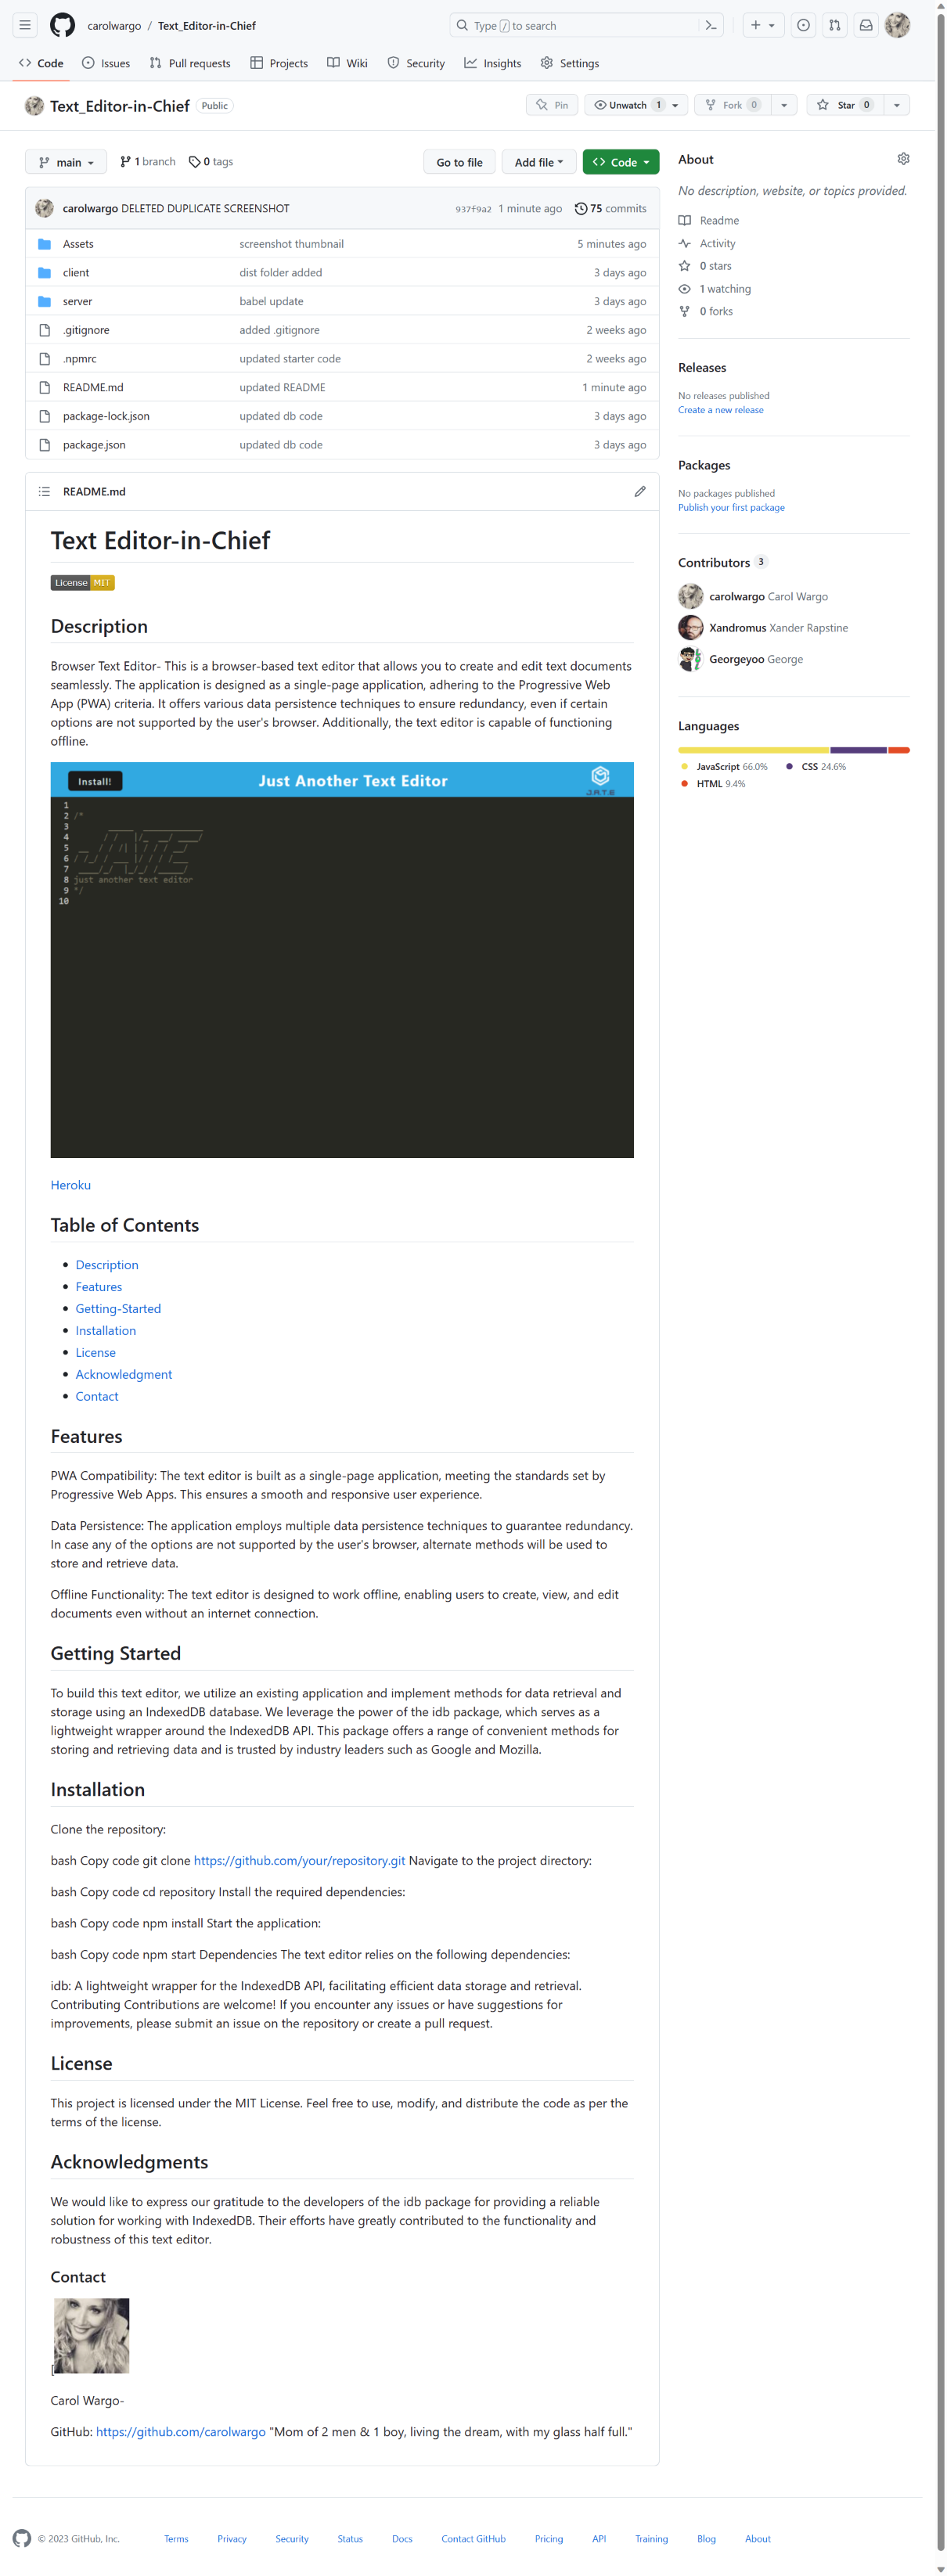 carolwargo / Text_Editor-in-Chief
Type / to search
Code Issues Pull requests Projects Wiki Security Insights Settings
Text_Editor-in-Chief Public
Pin Unwatch 1 Fork 0 Star 0
main 1 branch 0 tags Go to file Add file Code
carolwargo DELETED DUPLICATE SCREENSHOT 937f9a2 1 minute ago 75 commits
Assets screenshot thumbnail 5 minutes ago
client dist folder added 3 days ago
server babel update 3 days ago
.gitignore added .gitignore 2 weeks ago
.npmrc updated starter code 2 weeks ago
README.md updated README 1 minute ago
package-lock.json updated db code 3 days ago
package.json updated db code 3 days ago
README.md
Text Editor-in-Chief
License MIT
Description
Browser Text Editor- This is a browser-based text editor that allows you to create and edit text documents
seamlessly. The application is designed as a single-page application, adhering to the Progressive Web
App (PWA) criteria. It offers various data persistence techniques to ensure redundancy, even if certain
options are not supported by the user's browser. Additionally, the text editor is capable of functioning
offline.
Install! Just Another Text Editor J.A.T.E
1
2 /*
3
4
5
6
7
8 just another text editor
9 */
10
Heroku
Table of Contents
Description
Features
Getting-Started
Installation
License
Acknowledgment
Contact
Features
PWA Compatibility: The text editor is built as a single-page application, meeting the standards set by
Progressive Web Apps. This ensures a smooth and responsive user experience.
Data Persistence: The application employs multiple data persistence techniques to guarantee redundancy.
In case any of the options are not supported by the user's browser, alternate methods will be used to
store and retrieve data.
Offline Functionality: The text editor is designed to work offline, enabling users to create, view, and edit
documents even without an internet connection.
Getting Started
To build this text editor, we utilize an existing application and implement methods for data retrieval and
storage using an IndexedDB database. We leverage the power of the idb package, which serves as a
lightweight wrapper around the IndexedDB API. This package offers a range of convenient methods for
storing and retrieving data and is trusted by industry leaders such as Google and Mozilla.
Installation
Clone the repository:
bash Copy code git clone https://github.com/your/repository.git Navigate to the project directory:
bash Copy code cd repository Install the required dependencies:
bash Copy code npm install Start the application:
bash Copy code npm start Dependencies The text editor relies on the following dependencies:
idb: A lightweight wrapper for the IndexedDB API, facilitating efficient data storage and retrieval.
Contributing Contributions are welcome! If you encounter any issues or have suggestions for
improvements, please submit an issue on the repository or create a pull request.
License
This project is licensed under the MIT License. Feel free to use, modify, and distribute the code as per the
terms of the license.
Acknowledgments
We would like to express our gratitude to the developers of the idb package for providing a reliable
solution for working with IndexedDB. Their efforts have greatly contributed to the functionality and
robustness of this text editor.
Contact
[
Carol Wargo-
GitHub: https://github.com/carolwargo "Mom of 2 men & 1 boy, living the dream, with my glass half full."
About
No description, website, or topics provided.
Readme
Activity
0 stars
1 watching
0 forks
Releases
No releases published
Create a new release
Packages
No packages published
Publish your first package
Contributors 3
carolwargo Carol Wargo
Xandromus Xander Rapstine
Georgeyoo George
Languages
JavaScript 66.0% CSS 24.6%
HTML 9.4%
© 2023 GitHub, Inc. Terms Privacy Security Status Docs Contact GitHub Pricing API Training Blog About